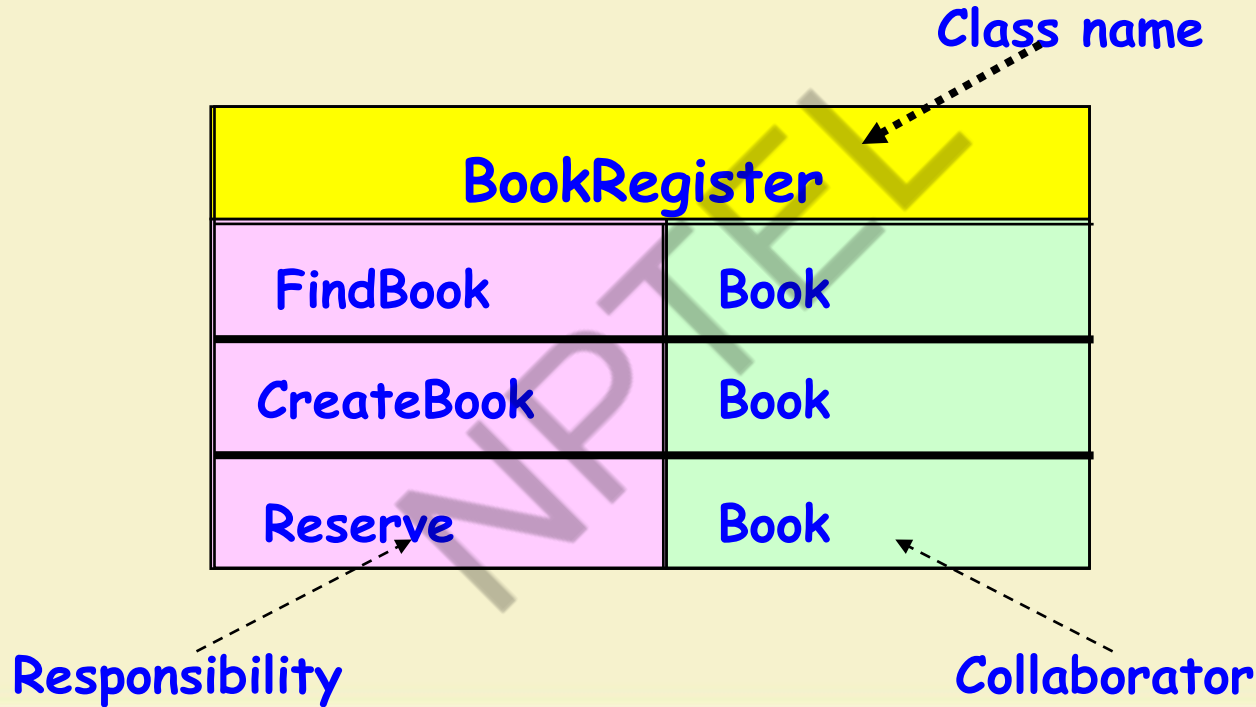 Class name
BookRegister
FindBook Book
CreateBook Book
Reserve Book
Responsibility Collaborator
NPTEL